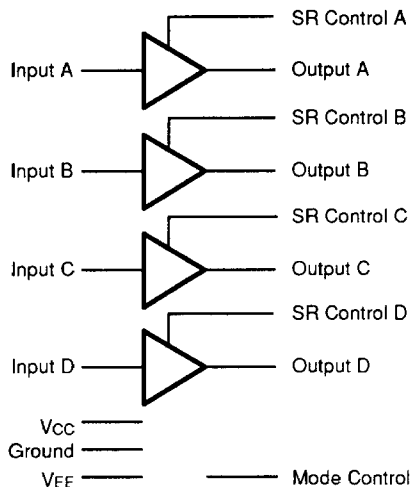 SR Control A
Input A Output A
SR Control B
Input B Output B
SR Control C
Input C Output C
SR Control D
Input D Output D
VCC
Ground
VEE Mode Control